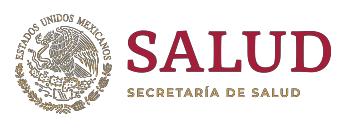 ESTADOS UNIDOS MEXICANOS
SALUD
SECRETARÍA DE SALUD